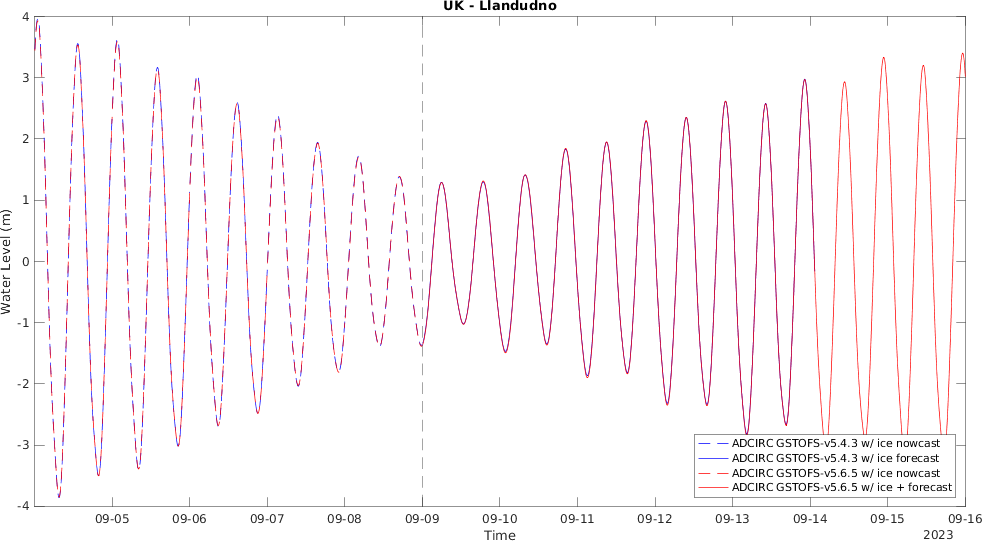 UK - Llandudno
4
3
2
1
0
-1
-2
-3
-4
Water Level (m)
ADCIRC GSTOFS-v5.4.3 w/ ice nowcast
ADCIRC GSTOFS-v5.4.3 w/ ice forecast
ADCIRC GSTOFS-v5.6.5 w/ ice nowcast
ADCIRC GSTOFS-v5.6.5 w/ ice + forecast
09-05 09-06 09-07 09-08 09-09 09-10 09-11 09-12 09-13 09-14 09-15 09-16
Time
2023